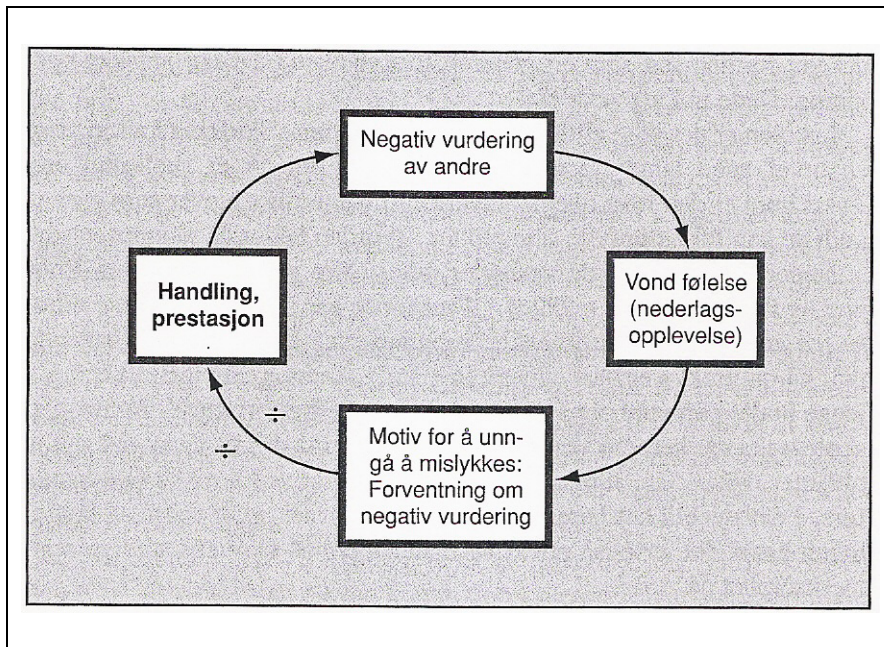 Negativ vurdering
av andre
Vond følelse
(nederlags-
opplevelse)
Motiv for å unn-
gå å mislykkes:
Forventning om
negativ vurdering
÷
÷
Handling,
prestasjon